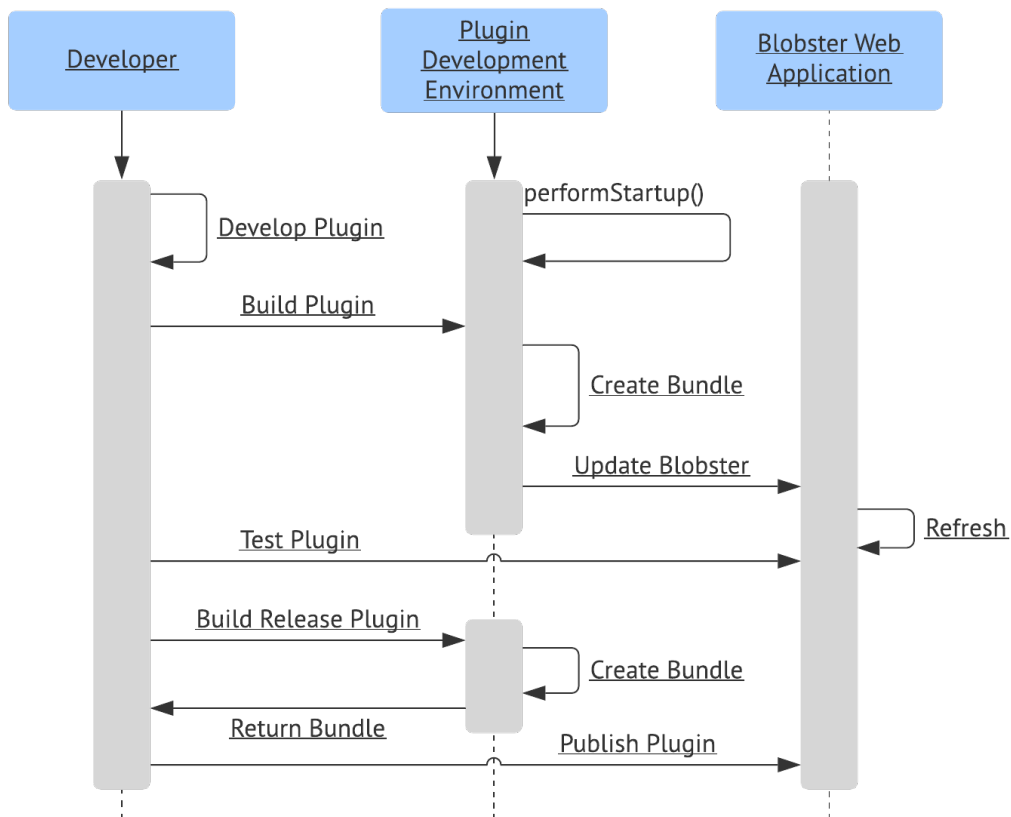 Developer
Plugin
Development
Environment
Blobster Web
Application
performStartup()
Develop Plugin
Build Plugin
Create Bundle
Update Blobster
Refresh
Test Plugin
Build Release Plugin
Create Bundle
Return Bundle
Publish Plugin